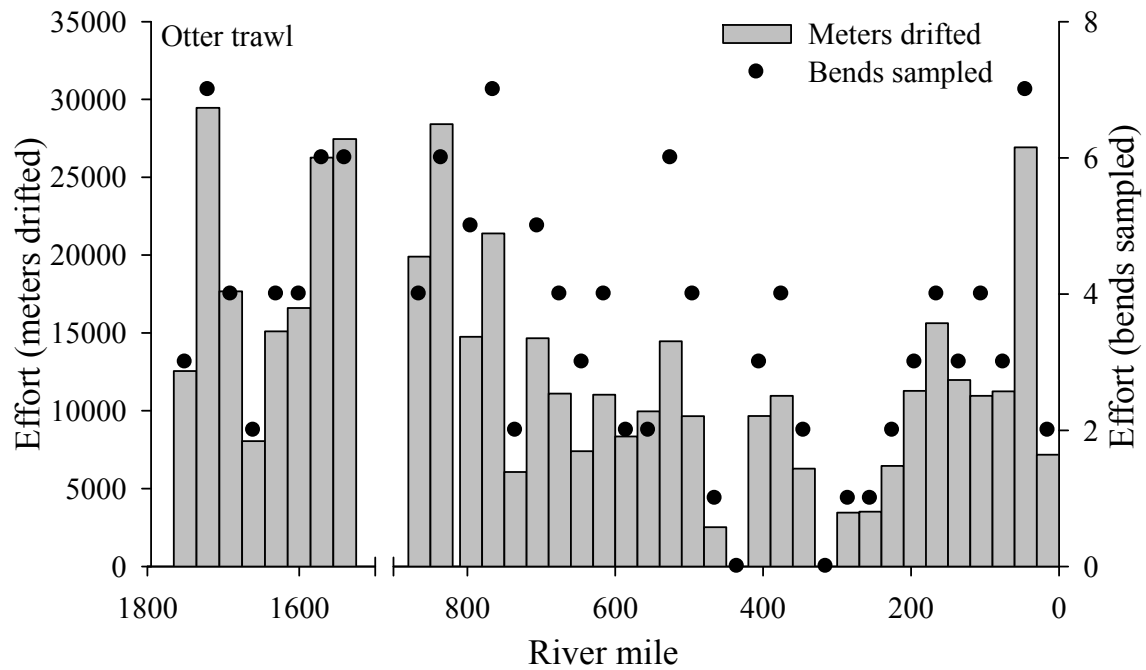 Otter trawl
Meters drifted
Bends sampled
Effort (meters drifted)
35000
30000
25000
20000
15000
10000
5000
0
Effort (bends sampled)
8
6
4
2
0
1800 1600 800 600 400 200 0
River mile